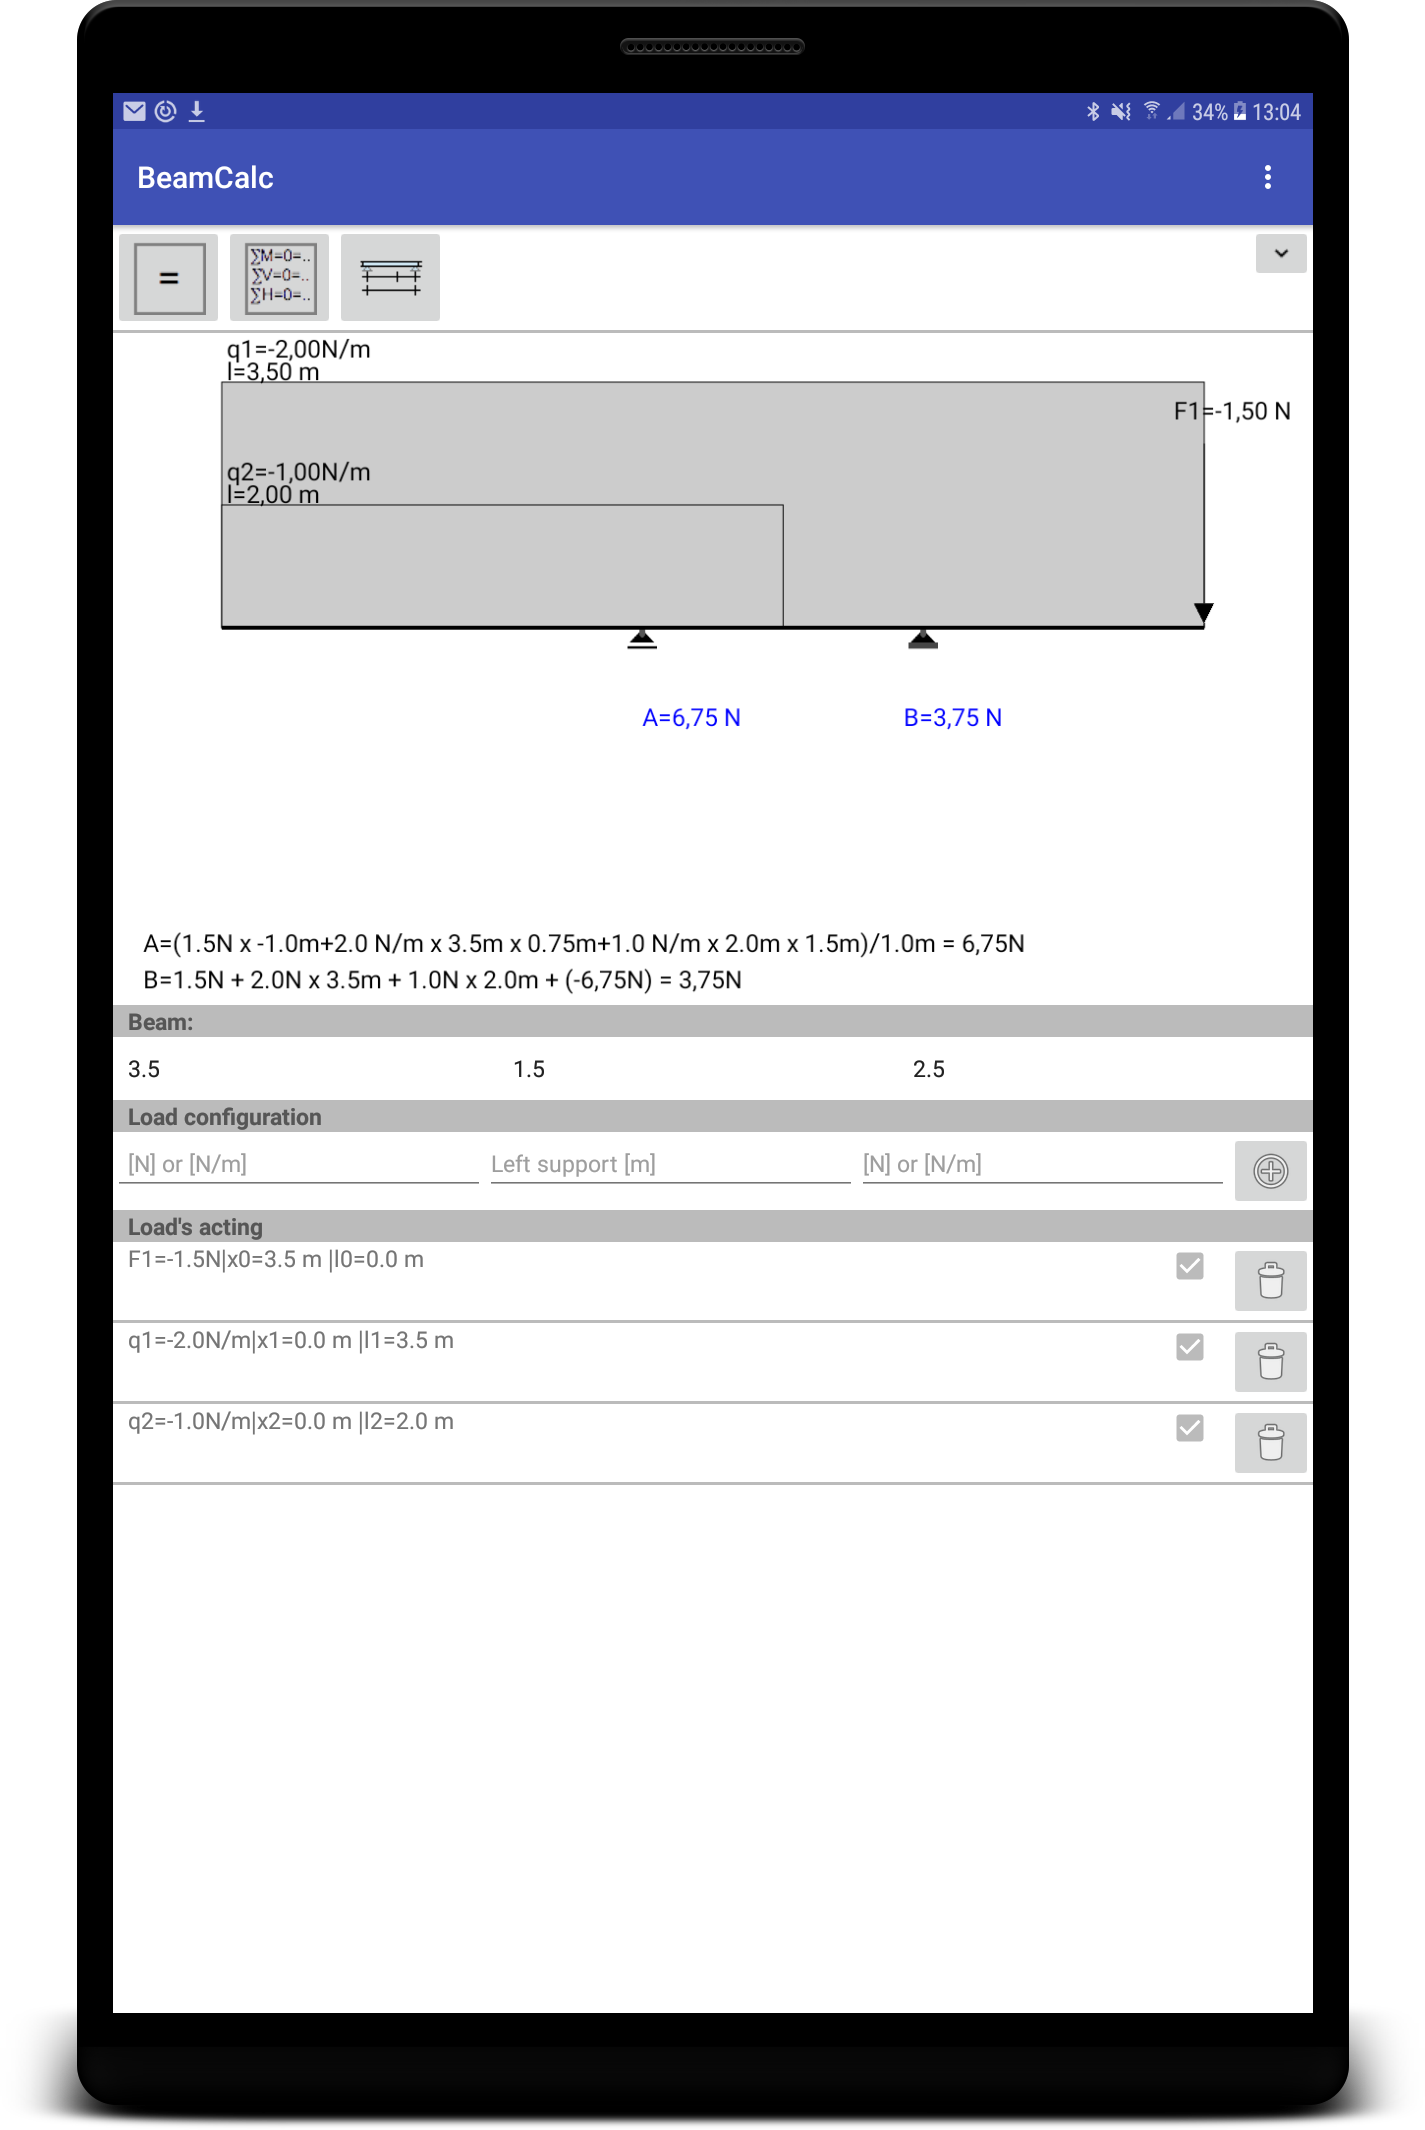 34% 13:04
BeamCalc
=
∑M=0=..
∑V=0=..
∑H=0=..
q1=-2,00N/m
l=3,50 m
F1=-1,50 N
q2=-1,00N/m
l=2,00 m
A=6,75 N B=3,75 N
A=(1.5N x -1.0m+2.0 N/m x 3.5m x 0.75m+1.0 N/m x 2.0m x 1.5m)/1.0m = 6,75N
B=1.5N + 2.0N x 3.5m + 1.0N x 2.0m + (-6,75N) = 3,75N
Beam:
3.5 1.5 2.5
Load configuration
[N] or [N/m] Left support [m] [N] or [N/m]
Load's acting
F1=-1.5N|x0=3.5 m |l0=0.0 m
q1=-2.0N/m|x1=0.0 m |l1=3.5 m
q2=-1.0N/m|x2=0.0 m |l2=2.0 m